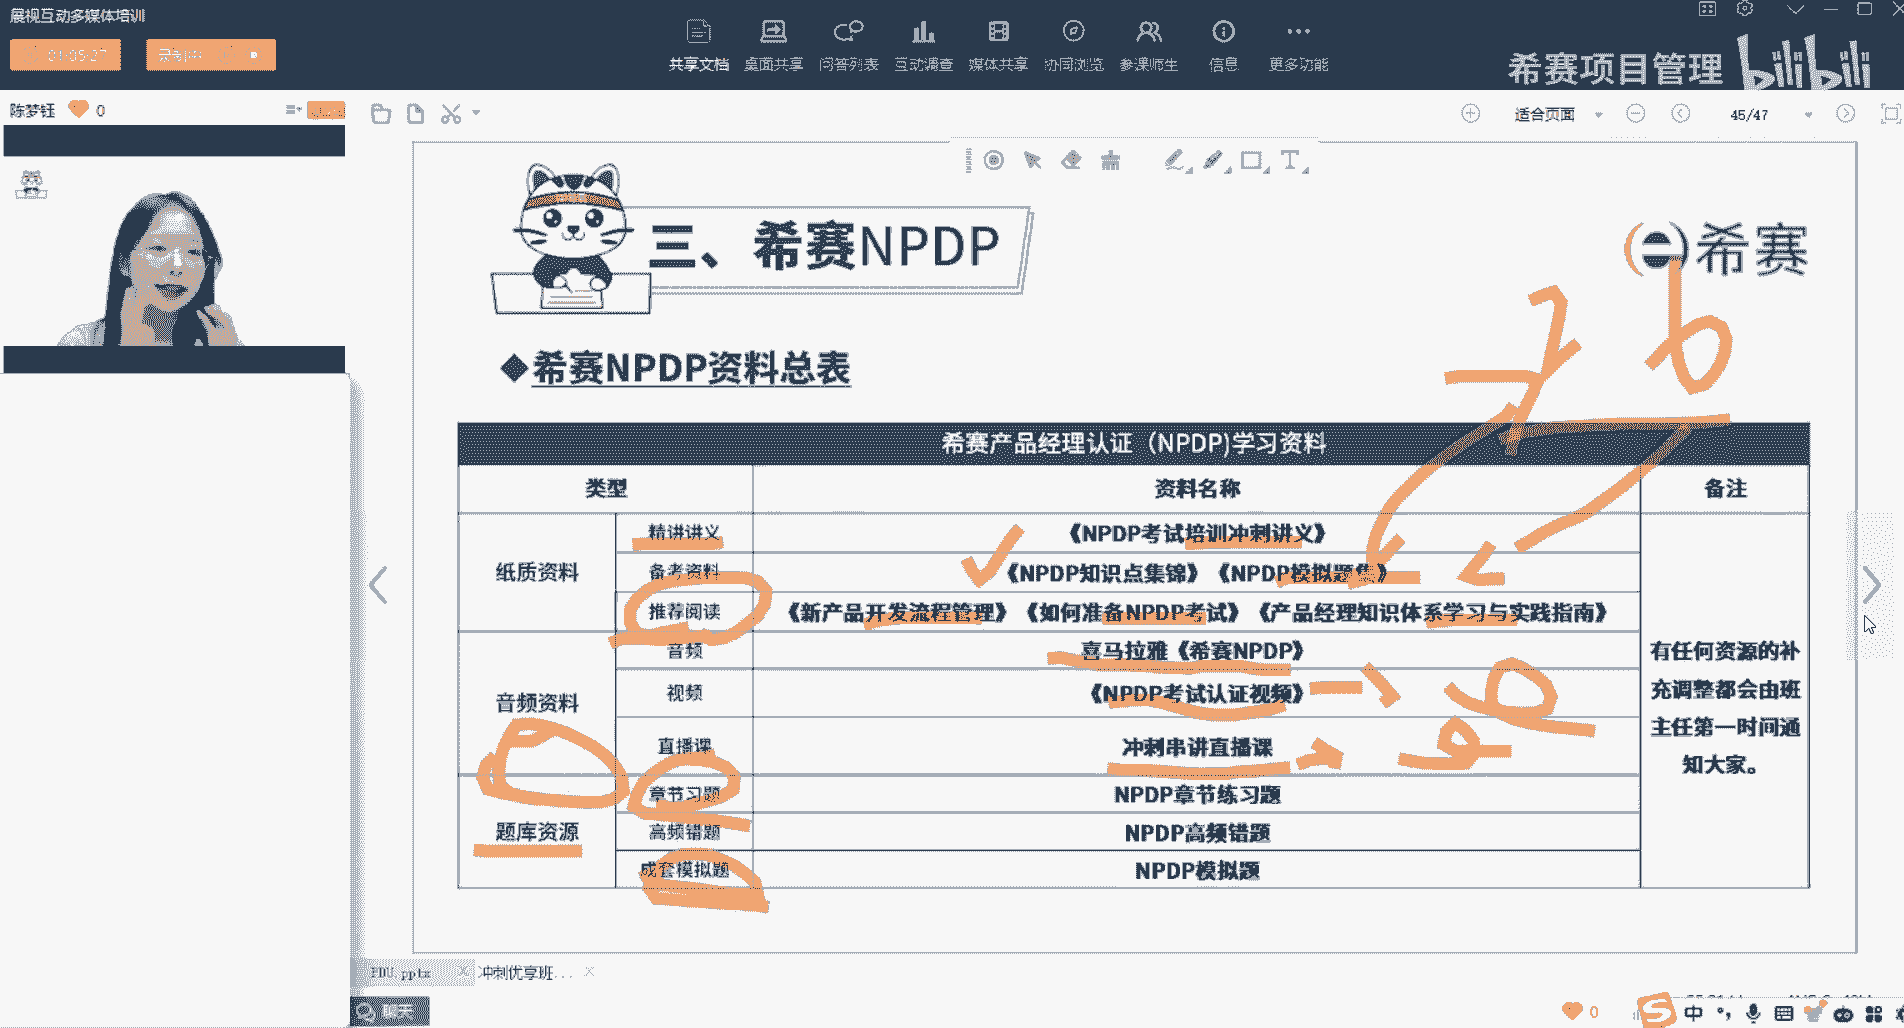 展视互动多媒体培训
01:05:27
共享文档 桌面共享 问答列表 互动调查 媒体共享 协同浏览 参课师生 信息 更多功能
希赛项目管理 bilibili
陈梦钰 0
适合页面 45/47
三、希赛NPDP
希赛
希赛NPDP资料总表
希赛产品经理认证（NPDP)学习资料
类型 资料名称 备注
纸质资料
精讲讲义 《NPDP考试培训冲刺讲义》
备考资料 《NPDP知识点集锦》《NPDP模拟题集》
推荐阅读 《新产品开发流程管理》《如何准备NPDP考试》《产品经理知识体系学习与实践指南》
音频资料
音频 喜马拉雅《希赛NPDP》
视频 《NPDP考试认证视频》
直播课 冲刺串讲直播课
题库资源
章节习题 NPDP章节练习题
高频错题 NPDP高频错题
成套模拟题 NPDP模拟题
有任何资源的补
充调整都会由班
主任第一时间通
知大家。
PDU.pptx 冲刺优享班...
聊天
0
中